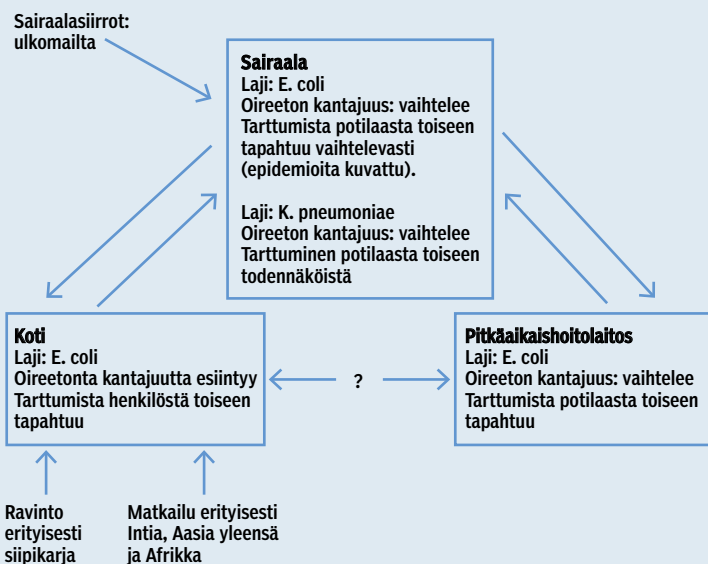 Sairaalasiirrot:
ulkomailta
Sairaala
Laji: E. coli
Oireeton kantajuus: vaihtelee
Tarttumista potilaasta toiseen
tapahtuu vaihtelevasti
(epidemioita kuvattu).
Laji: K. pneumoniae
Oireeton kantajuus: vaihtelee
Tarttuminen potilaasta toiseen
todennäköistä
Koti
Laji: E. coli
Oireetonta kantajuutta esiintyy
Tarttumista henkilöstä toiseen
tapahtuu
?
Pitkäaikaishoitolaitos
Laji: E. coli
Oireeton kantajuus: vaihtelee
Tarttumista potilaasta toiseen
tapahtuu
Ravinto
erityisesti
siipikarja
Matkailu erityisesti
Intia, Aasia yleensä
ja Afrikka